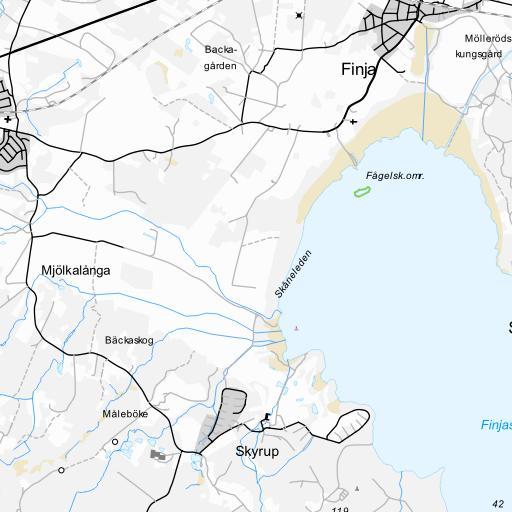 Mölleröds
kungsgård
Backa-
gården
Finja
Fågelsk.omr.
Skåneleden
Mjölkalånga
S
Bäckaskog
Måleböke
Finjas
Skyrup
42
119